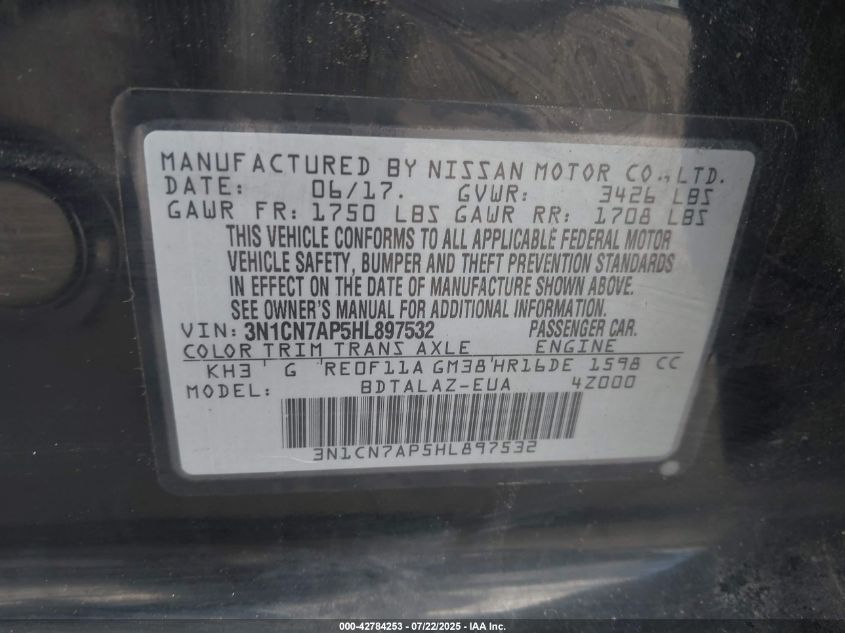 MANUFACTURED BY NISSAN MOTOR CO., LTD.
DATE: 06/17. GVWR: 3426 LBS
GAWR FR: 1750 LBS GAWR RR: 1708 LBS
THIS VEHICLE CONFORMS TO ALL APPLICABLE FEDERAL MOTOR
VEHICLE SAFETY, BUMPER AND THEFT PREVENTION STANDARDS
IN EFFECT ON THE DATE OF MANUFACTURE SHOWN ABOVE.
SEE OWNER'S MANUAL FOR ADDITIONAL INFORMATION.
VIN: 3N1CN7AP5HL897532 PASSENGER CAR.
COLOR TRIM TRANS AXLE ENGINE
KH3 G RE0F11A GM38 HR16DE 1598 CC
MODEL: BDTALAZ-EUA 4Z000
3N1CN7AP5HL897532
000-42784253 - 07/22/2025 - IAA Inc.